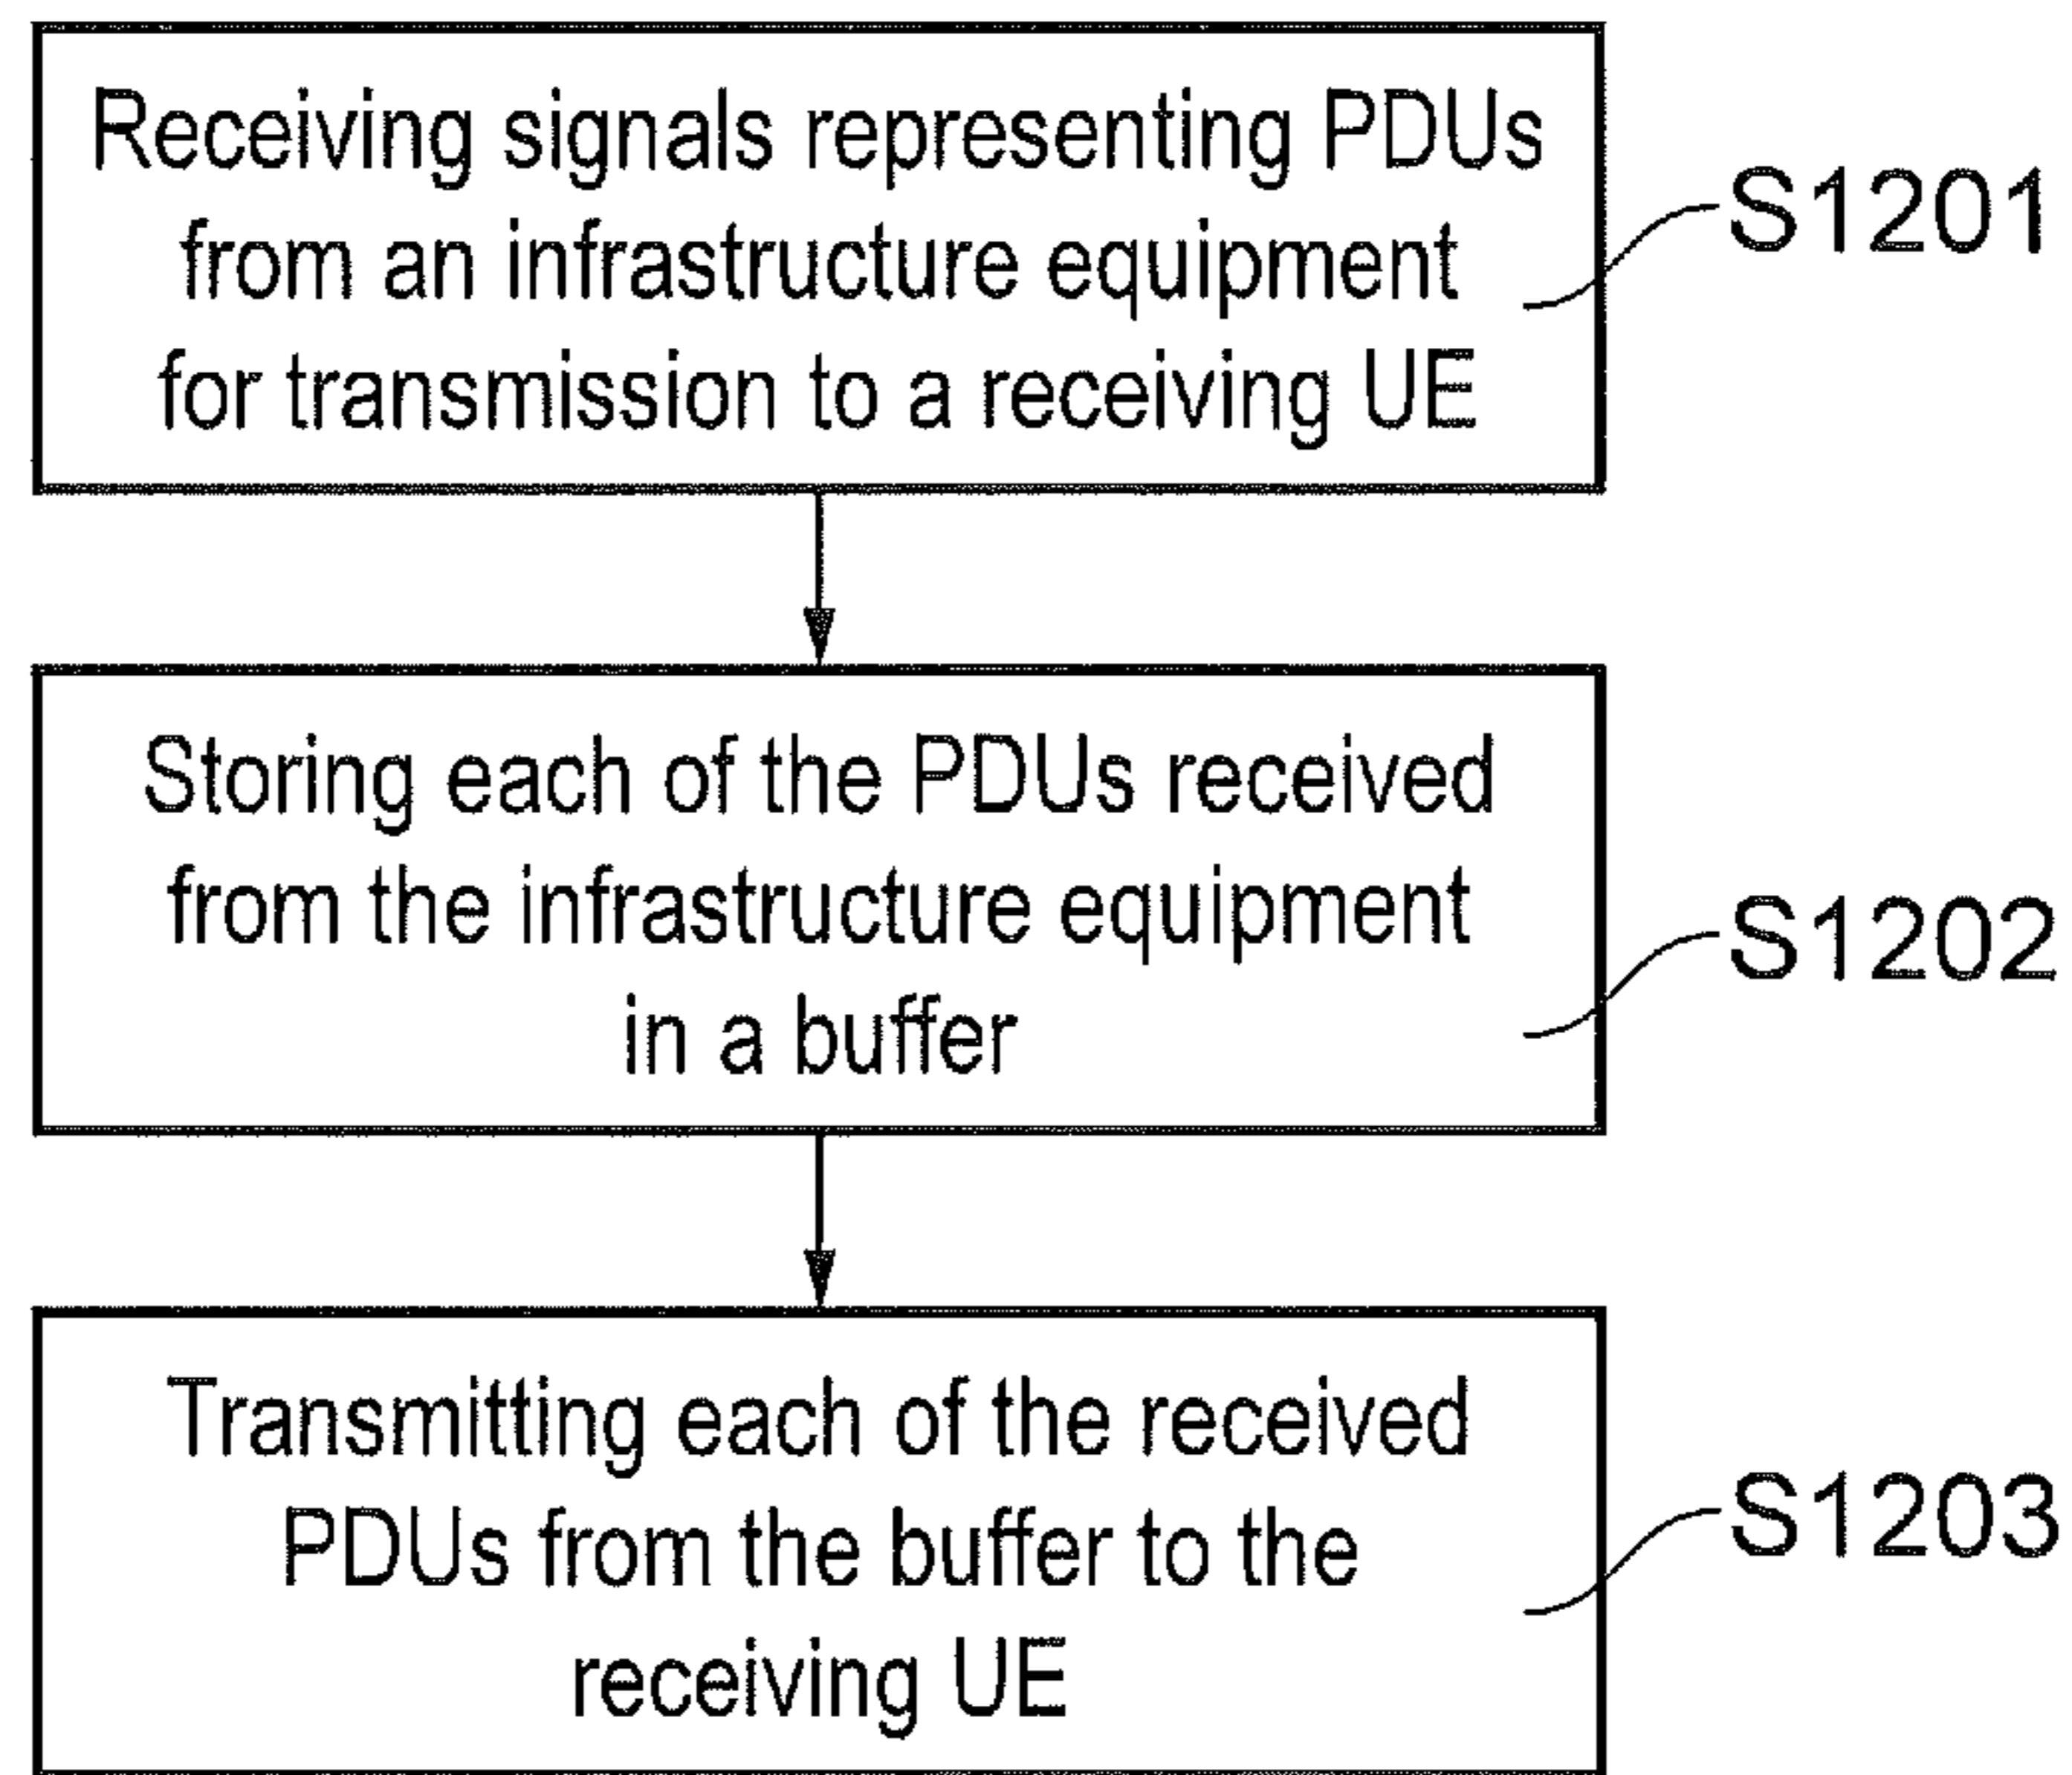 Receiving signals representing PDUs
from an infrastructure equipment
for transmission to a receiving UE
S1201
Storing each of the PDUs received
from the infrastructure equipment
in a buffer
S1202
Transmitting each of the received
PDUs from the buffer to the
receiving UE
S1203